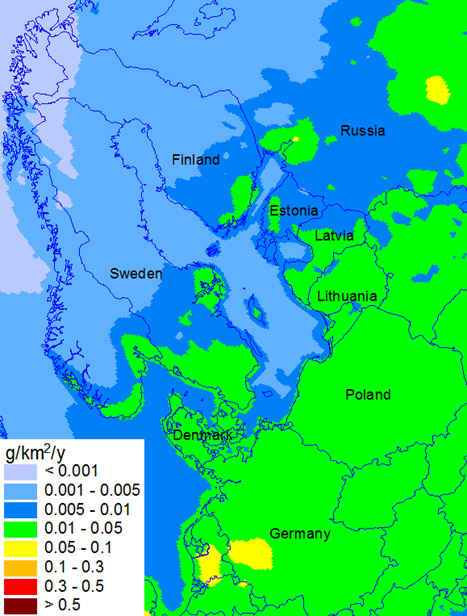 Russia
Finland
Estonia
Latvia
Sweden
Lithuania
Poland
Denmark
Germany
g/km²/y
< 0.001
0.001 - 0.005
0.005 - 0.01
0.01 - 0.05
0.05 - 0.1
0.1 - 0.3
0.3 - 0.5
> 0.5